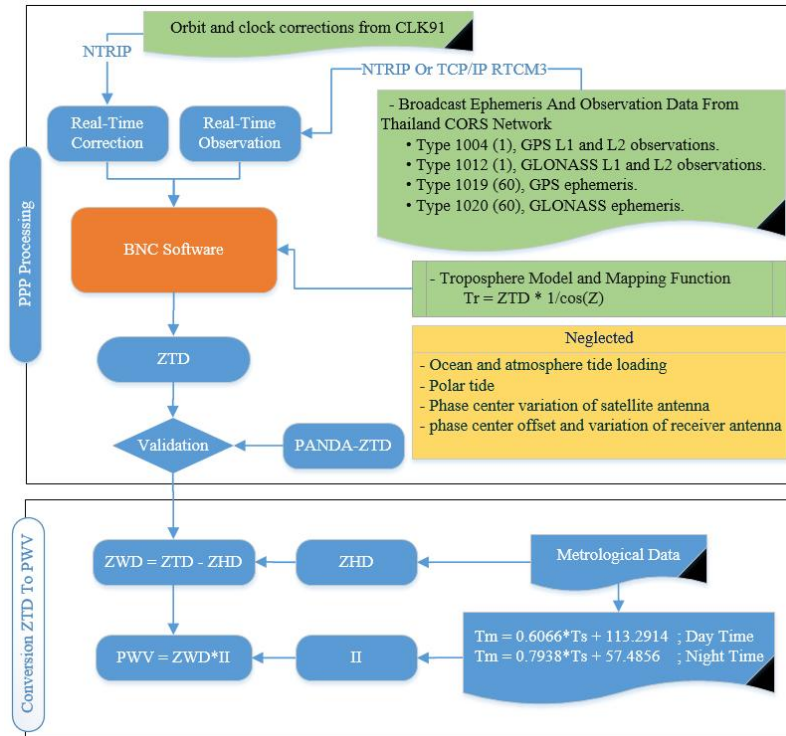 Orbit and clock corrections from CLK91
NTRIP
NTRIP Or TCP/IP RTCM3
Real-Time
Correction
Real-Time
Observation
- Broadcast Ephemeris And Observation Data From
Thailand CORS Network
• Type 1004 (1), GPS L1 and L2 observations.
• Type 1012 (1), GLONASS L1 and L2 observations.
• Type 1019 (60), GPS ephemeris.
• Type 1020 (60), GLONASS ephemeris.
PPP Processing
BNC Software
- Troposphere Model and Mapping Function
Tr = ZTD * 1/cos(Z)
ZTD
Neglected
- Ocean and atmosphere tide loading
- Polar tide
- Phase center variation of satellite antenna
- phase center offset and variation of receiver antenna
Validation
PANDA-ZTD
Conversion ZTD To PWV
ZWD = ZTD - ZHD
ZHD
Metrological Data
PWV = ZWD*II
II
Tm = 0.6066*Ts + 113.2914 ; Day Time
Tm = 0.7938*Ts + 57.4856 ; Night Time